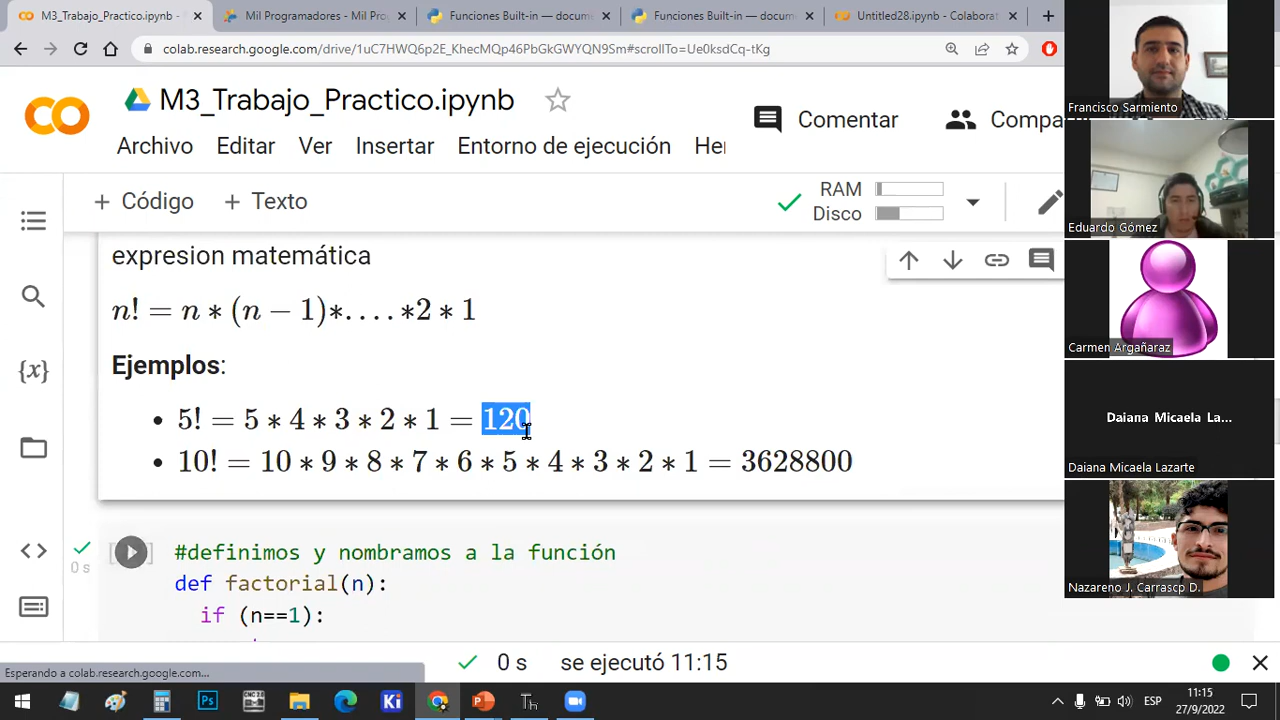 M3_Trabajo_Practico.ipynb -
Mil Programadores - Mil Pro
Funciones Built-in — docume
Funciones Built-in — docume
Untitled28.ipynb - Colaborat
colab.research.google.com/drive/1uC7HWQ6p2E_KhecMQp46PbGkGWYQN9Sm#scrollTo=Ue0ksdCq-tKg
M3_Trabajo_Practico.ipynb
Comentar
Compa
Archivo Editar Ver Insertar Entorno de ejecución Her
+ Código + Texto
RAM
Disco
expresion matemática
n! = n ∗ (n − 1)∗. . . . ∗2 ∗ 1
Ejemplos:
• 5! = 5 ∗ 4 ∗ 3 ∗ 2 ∗ 1 = 120
• 10! = 10 ∗ 9 ∗ 8 ∗ 7 ∗ 6 ∗ 5 ∗ 4 ∗ 3 ∗ 2 ∗ 1 = 3628800
{x}
0 s
#definimos y nombramos a la función
def factorial(n):
if (n==1):
0 s se ejecutó 11:15
Esperando a colab.research.google.com...
Francisco Sarmiento
Eduardo Gómez
Carmen Argañaraz
Daiana Micaela La...
Daiana Micaela Lazarte
Nazareno J. Carrascp D.
Ps
Ki
ESP
11:15
27/9/2022